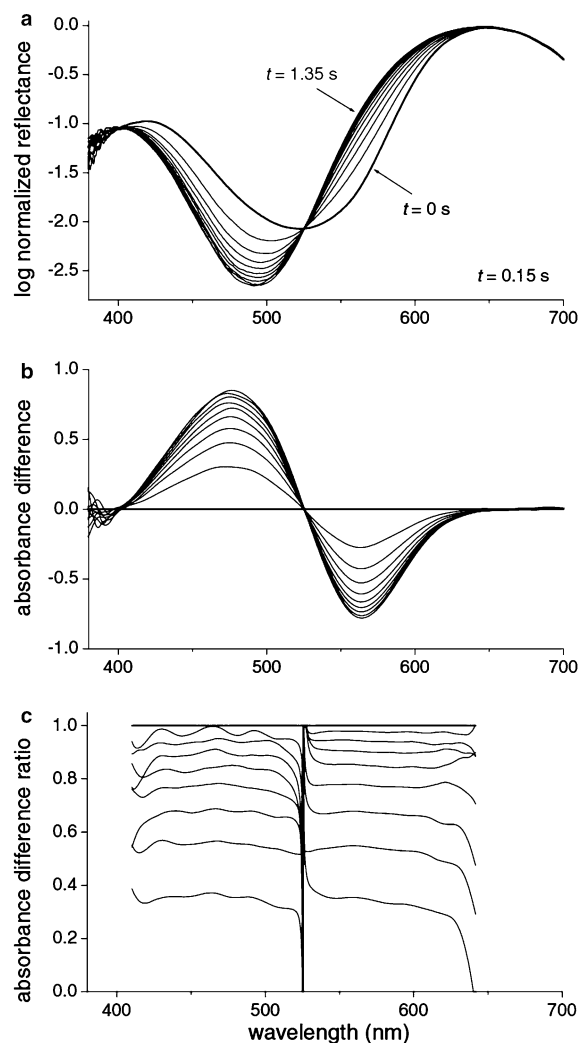 a
0.0
-0.5
-1.0
-1.5
-2.0
-2.5
log normalized reflectance
t = 1.35 s
t = 0 s
t = 0.15 s
400 500 600 700
b
1.0
0.5
0.0
-0.5
-1.0
absorbance difference
400 500 600 700
c
1.0
0.8
0.6
0.4
0.2
0.0
absorbance difference ratio
400 500 600 700
wavelength (nm)